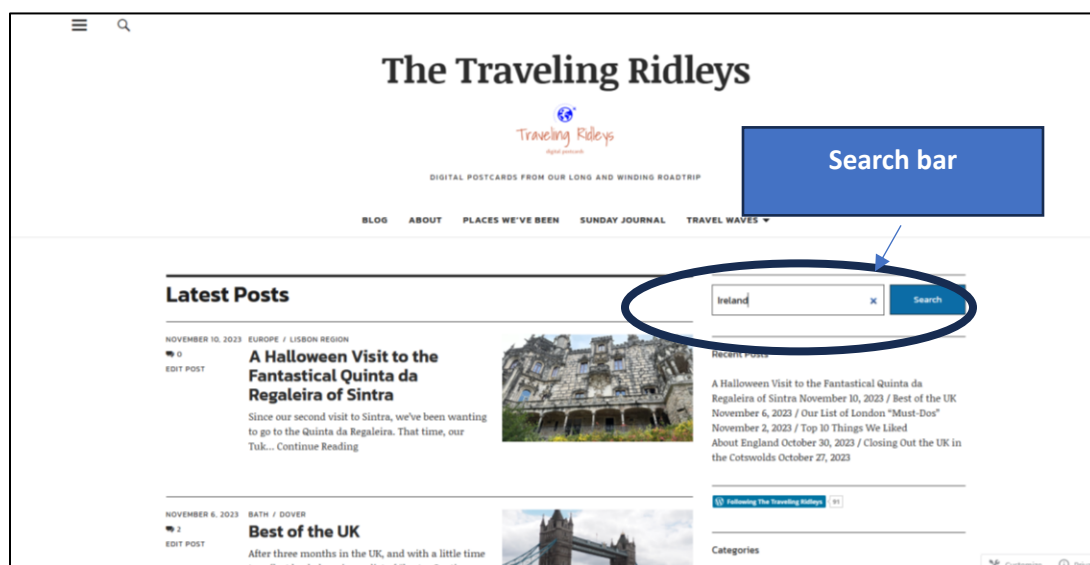 The Traveling Ridleys
Traveling Ridleys
digital postcards
DIGITAL POSTCARDS FROM OUR LONG AND WINDING ROADTRIP
Search bar
BLOG ABOUT PLACES WE'VE BEEN SUNDAY JOURNAL TRAVEL WAVES
Latest Posts
Ireland × Search
NOVEMBER 10, 2023 EUROPE / LISBON REGION
0
EDIT POST
A Halloween Visit to the
Fantastical Quinta da
Regaleira of Sintra
Since our second visit to Sintra, we've been wanting
to go to the Quinta da Regaleira. That time, our
Tuk... Continue Reading
Recent Posts
A Halloween Visit to the Fantastical Quinta da
Regaleira of Sintra November 10, 2023 / Best of the UK
November 6, 2023 / Our List of London “Must-Dos”
November 2, 2023 / Top 10 Things We Liked
About England October 30, 2023 / Closing Out the UK in
the Cotswolds October 27, 2023
Following The Traveling Ridleys 91
NOVEMBER 6, 2023 BATH / DOVER
2
EDIT POST
Best of the UK
After three months in the UK, and with a little time
Categories
Customize